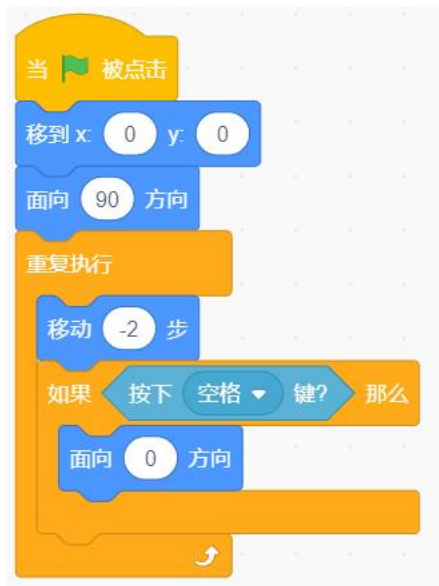 当 被点击
移到 x: 0 y: 0
面向 90 方向
重复执行
移动 -2 步
如果 按下 空格 键? 那么
面向 0 方向